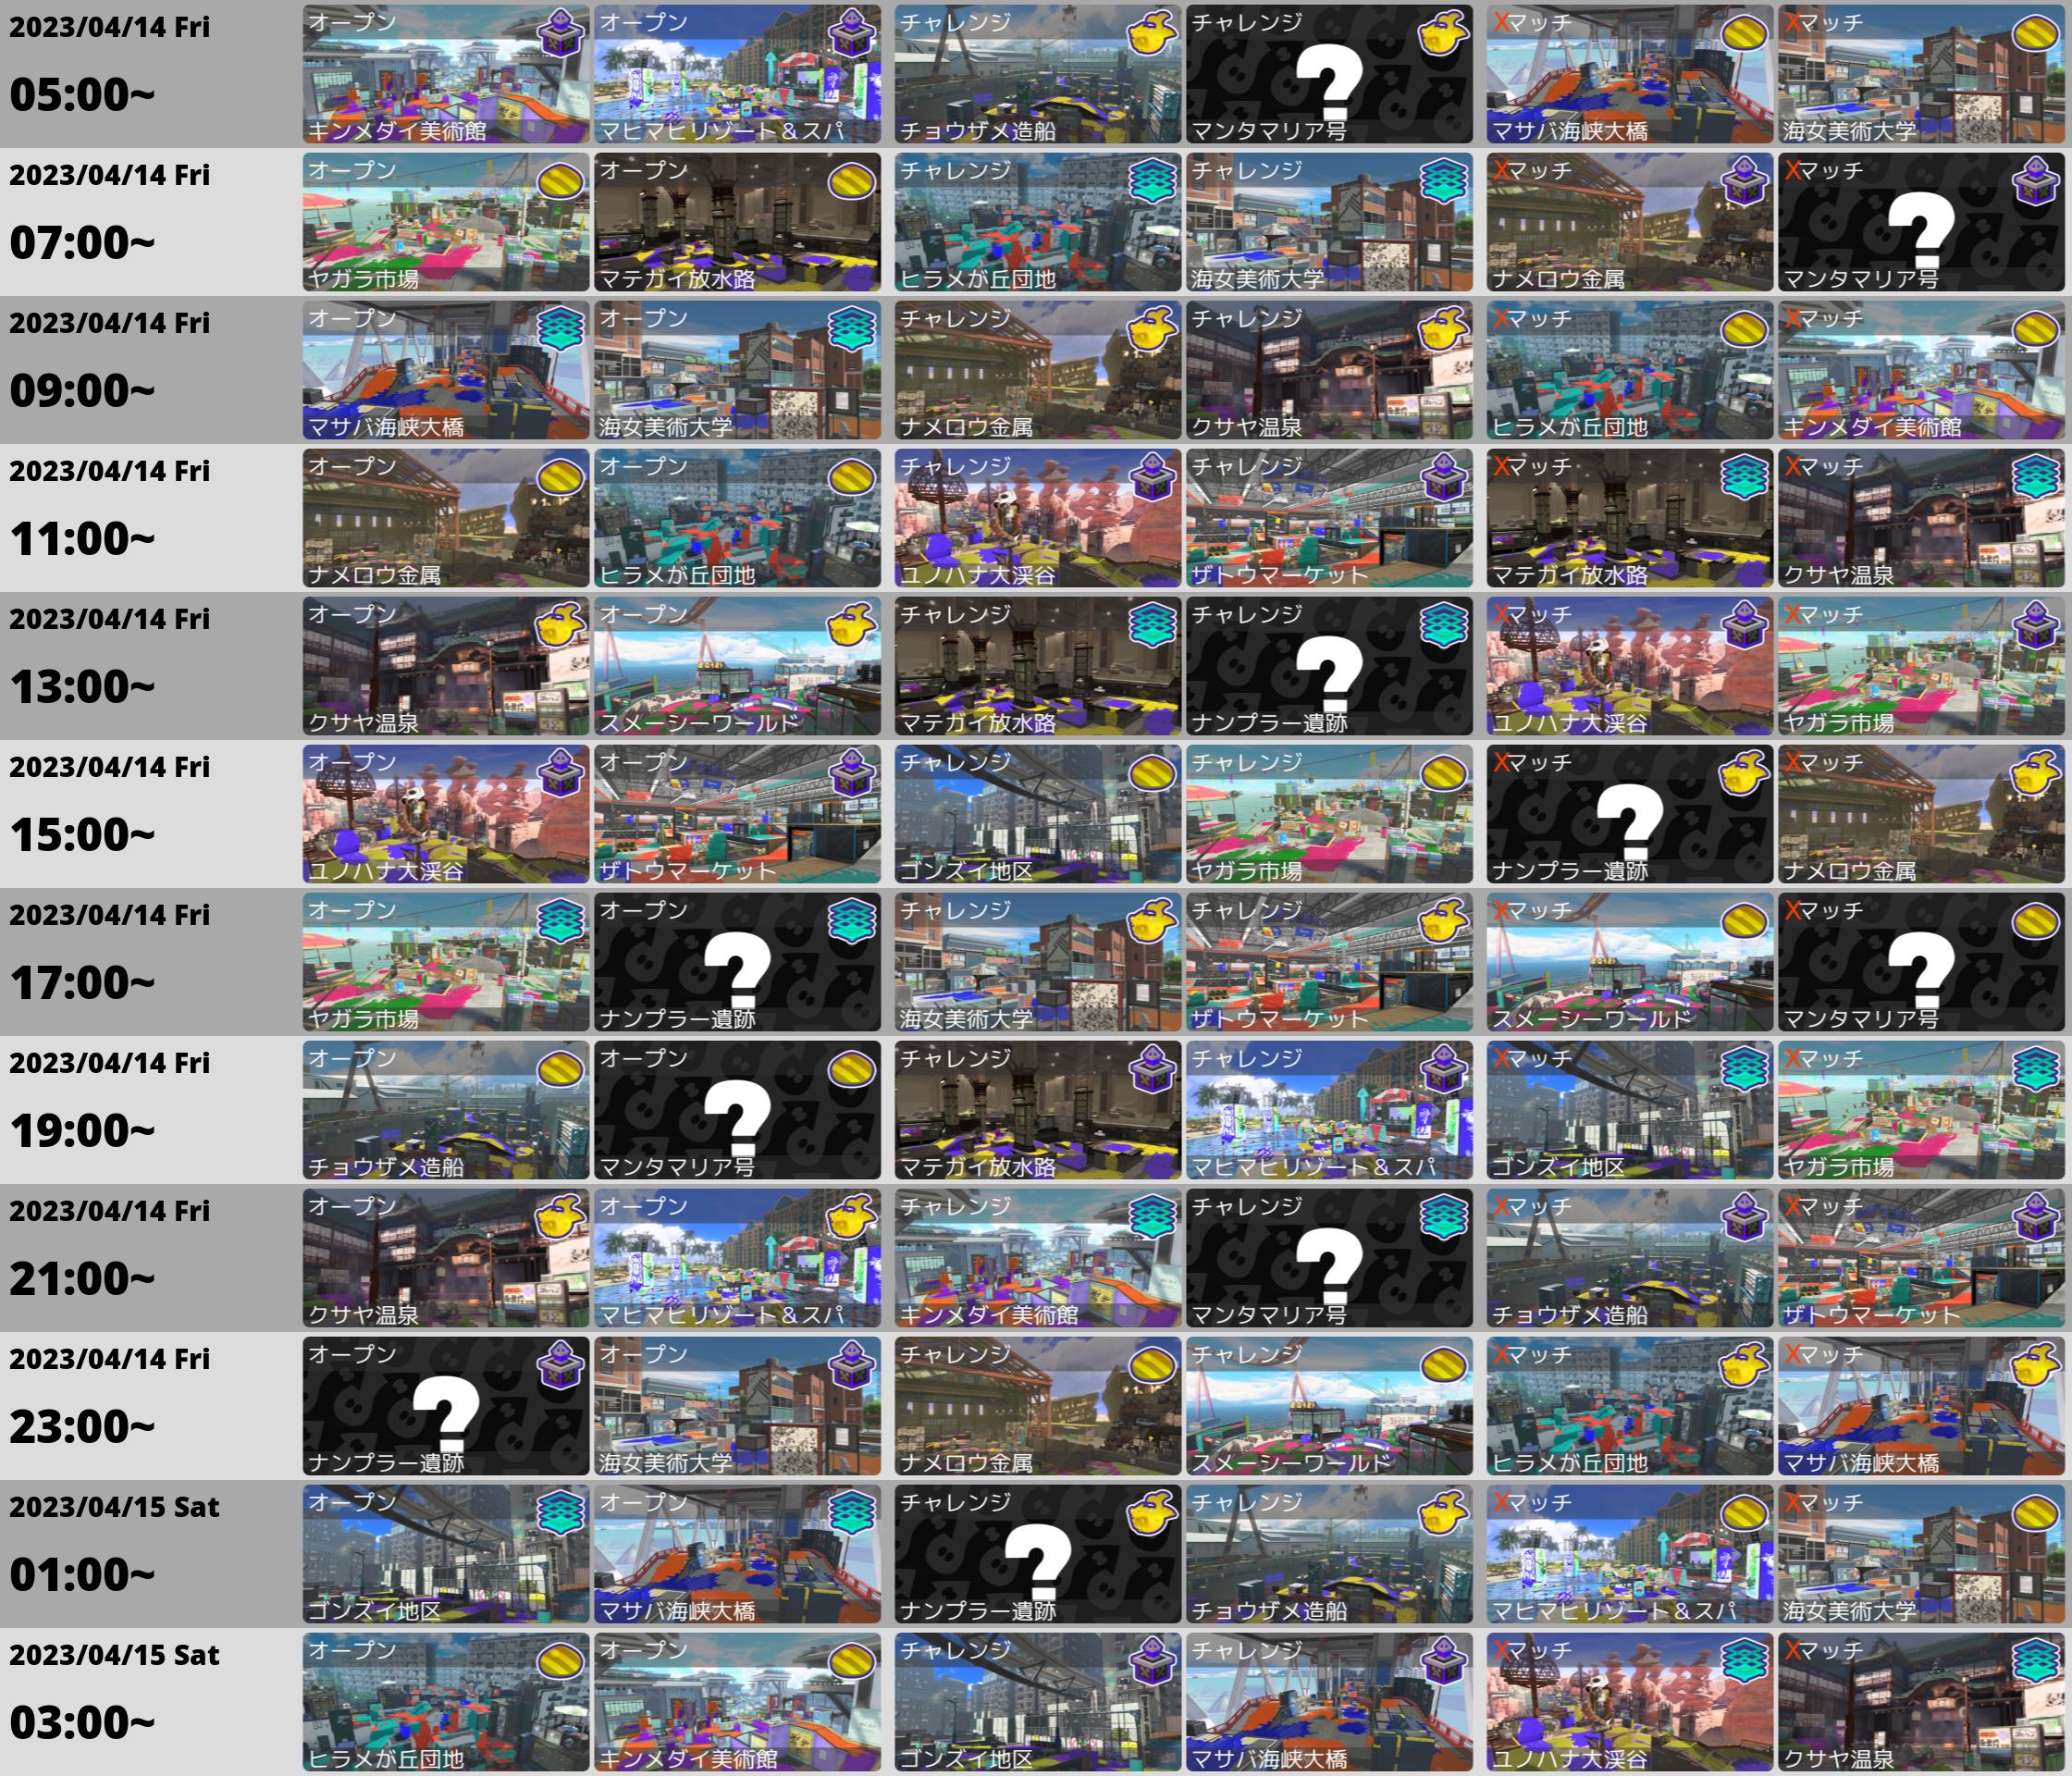 2023/04/14 Fri
05:00~
オープン オープン チャレンジ チャレンジ Xマッチ Xマッチ
キンメダイ美術館 マヒマヒリゾート＆スパ チョウザメ造船 マンタマリア号 マサバ海峡大橋 海女美術大学
2023/04/14 Fri
07:00~
オープン オープン チャレンジ チャレンジ Xマッチ Xマッチ
ヤガラ市場 マテガイ放水路 ヒラメが丘団地 海女美術大学 ナメロウ金属 マンタマリア号
2023/04/14 Fri
09:00~
オープン オープン チャレンジ チャレンジ Xマッチ Xマッチ
マサバ海峡大橋 海女美術大学 ナメロウ金属 クサヤ温泉 ヒラメが丘団地 キンメダイ美術館
2023/04/14 Fri
11:00~
オープン オープン チャレンジ チャレンジ Xマッチ Xマッチ
ナメロウ金属 ヒラメが丘団地 ユノハナ大渓谷 ザトウマーケット マテガイ放水路 クサヤ温泉
2023/04/14 Fri
13:00~
オープン オープン チャレンジ チャレンジ Xマッチ Xマッチ
クサヤ温泉 スメーシーワールド マテガイ放水路 ナンプラー遺跡 ユノハナ大渓谷 ヤガラ市場
2023/04/14 Fri
15:00~
オープン オープン チャレンジ チャレンジ Xマッチ Xマッチ
ユノハナ大渓谷 ザトウマーケット ゴンズイ地区 ヤガラ市場 ナンプラー遺跡 ナメロウ金属
2023/04/14 Fri
17:00~
オープン オープン チャレンジ チャレンジ Xマッチ Xマッチ
ヤガラ市場 ナンプラー遺跡 海女美術大学 ザトウマーケット スメーシーワールド マンタマリア号
2023/04/14 Fri
19:00~
オープン オープン チャレンジ チャレンジ Xマッチ Xマッチ
チョウザメ造船 マンタマリア号 マテガイ放水路 マヒマヒリゾート＆スパ ゴンズイ地区 ヤガラ市場
2023/04/14 Fri
21:00~
オープン オープン チャレンジ チャレンジ Xマッチ Xマッチ
クサヤ温泉 マヒマヒリゾート＆スパ キンメダイ美術館 マンタマリア号 チョウザメ造船 ザトウマーケット
2023/04/14 Fri
23:00~
オープン オープン チャレンジ チャレンジ Xマッチ Xマッチ
ナンプラー遺跡 海女美術大学 ナメロウ金属 スメーシーワールド ヒラメが丘団地 マサバ海峡大橋
2023/04/15 Sat
01:00~
オープン オープン チャレンジ チャレンジ Xマッチ Xマッチ
ゴンズイ地区 マサバ海峡大橋 ナンプラー遺跡 チョウザメ造船 マヒマヒリゾート＆スパ 海女美術大学
2023/04/15 Sat
03:00~
オープン オープン チャレンジ チャレンジ Xマッチ Xマッチ
ヒラメが丘団地 キンメダイ美術館 ゴンズイ地区 マサバ海峡大橋 ユノハナ大渓谷 クサヤ温泉